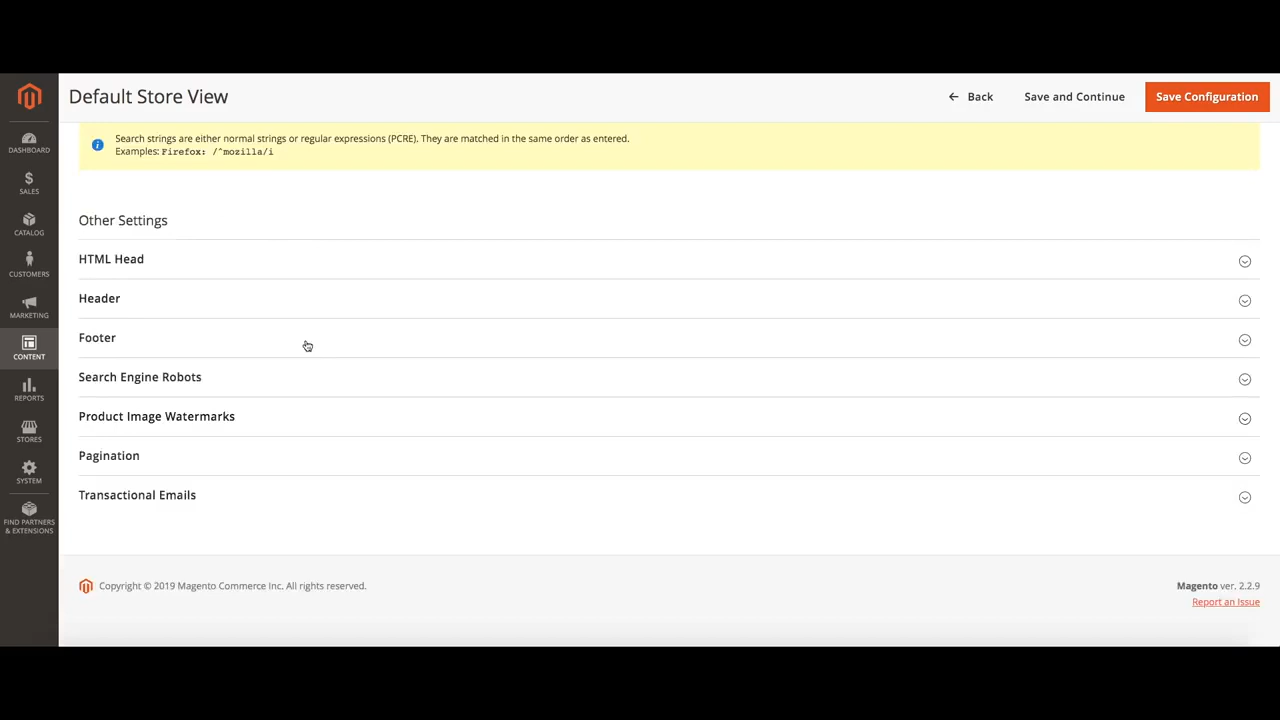 Default Store View
Back
Save and Continue
Save Configuration
DASHBOARD
SALES
CATALOG
CUSTOMERS
MARKETING
CONTENT
REPORTS
STORES
SYSTEM
FIND PARTNERS
& EXTENSIONS
Search strings are either normal strings or regular expressions (PCRE). They are matched in the same order as entered.
Examples: Firefox: /^mozilla/i
Other Settings
HTML Head
Header
Footer
Search Engine Robots
Product Image Watermarks
Pagination
Transactional Emails
Copyright © 2019 Magento Commerce Inc. All rights reserved.
Magento ver. 2.2.9
Report an Issue